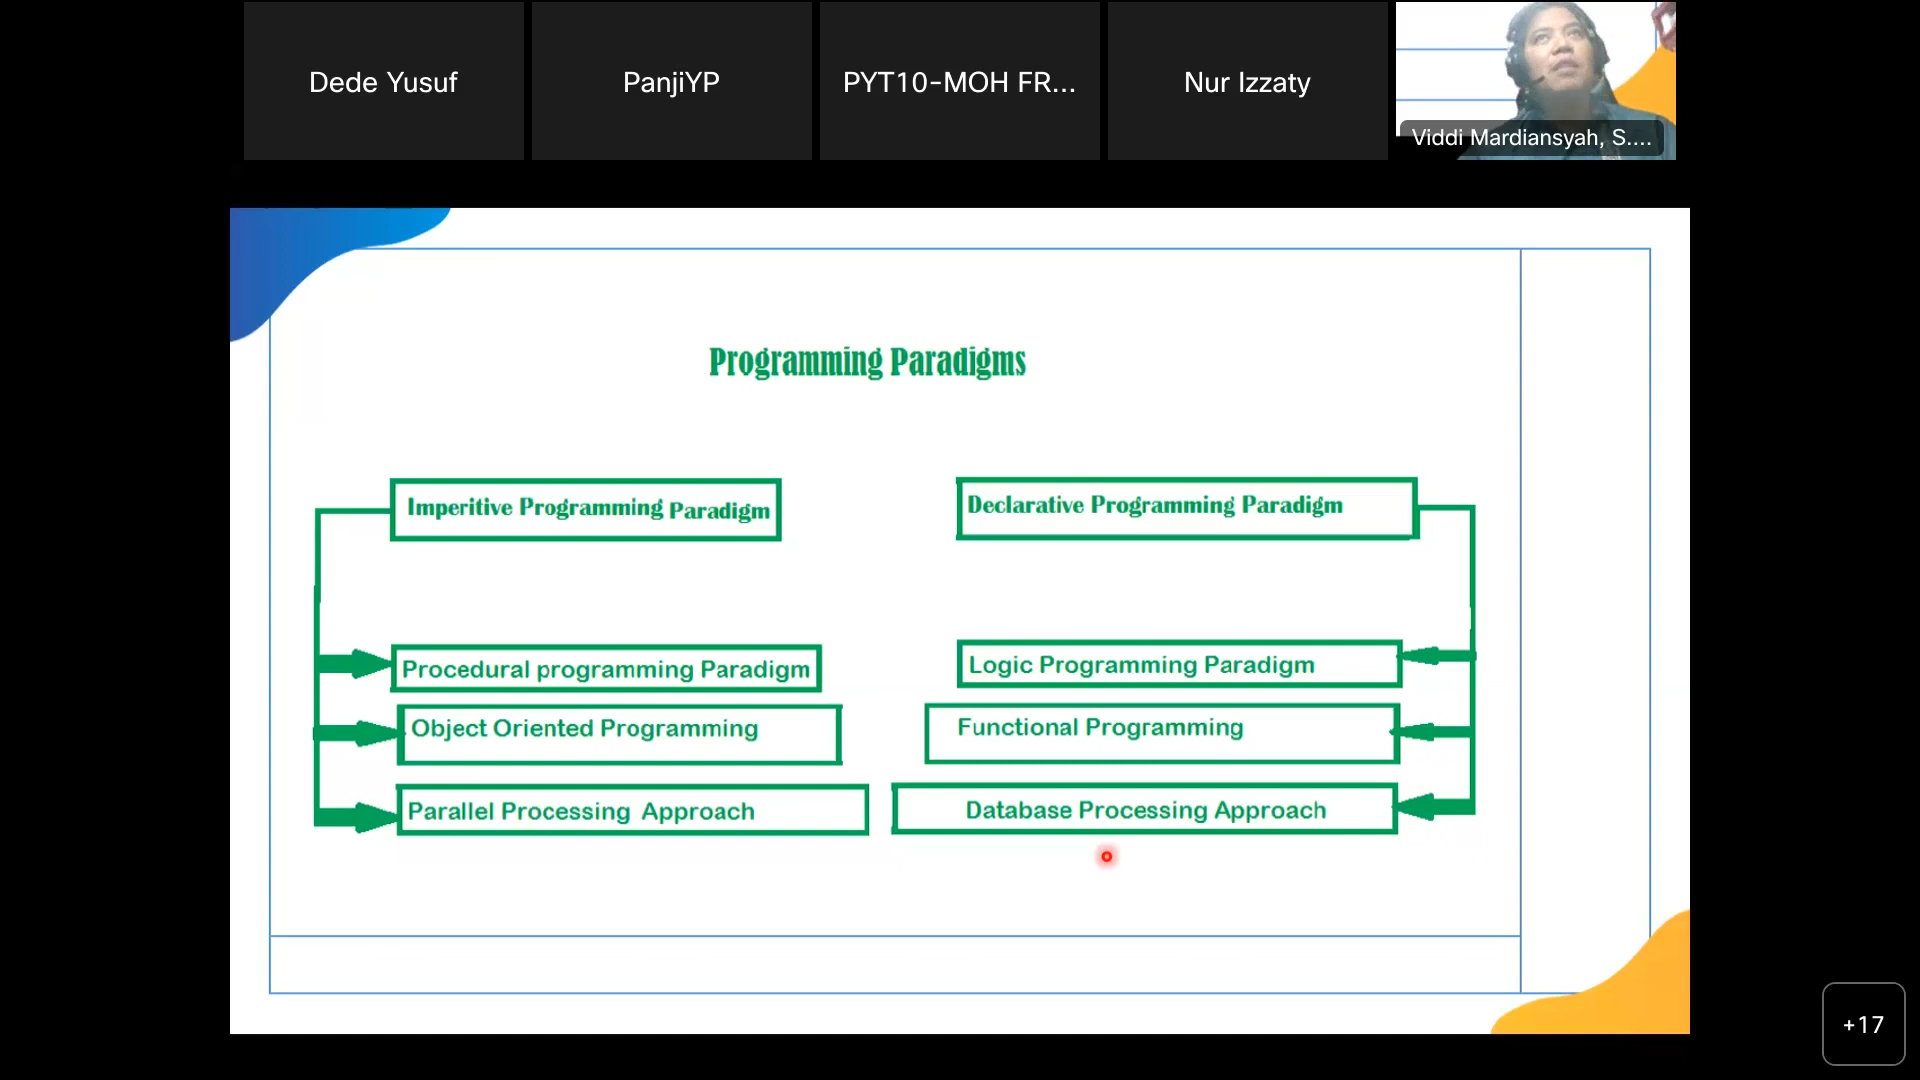 Dede Yusuf
PanjiYP
PYT10-MOH FR...
Nur Izzaty
Viddi Mardiansyah, S....
Programming Paradigms
Imperitive Programming Paradigm
Declarative Programming Paradigm
Procedural programming Paradigm
Logic Programming Paradigm
Object Oriented Programming
Functional Programming
Parallel Processing Approach
Database Processing Approach
+17